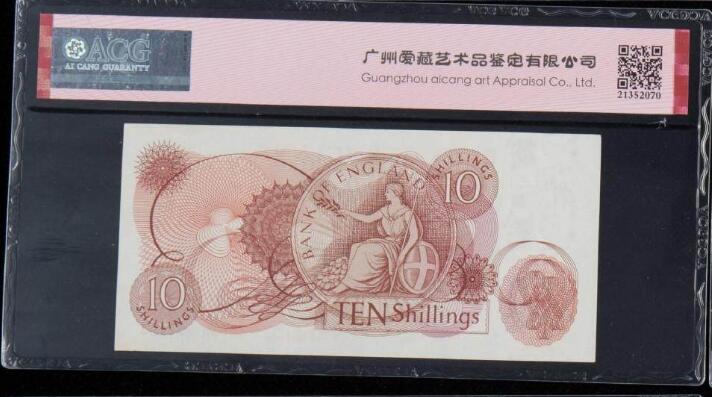 ACG
AI CANG GUARANTY
广州爱藏艺术品鉴定有限公司
Guangzhou aicang art Appraisal Co., Ltd.
21352070
BANK OF ENGLAND
10
SHILLINGS
10
SHILLINGS
TEN Shillings